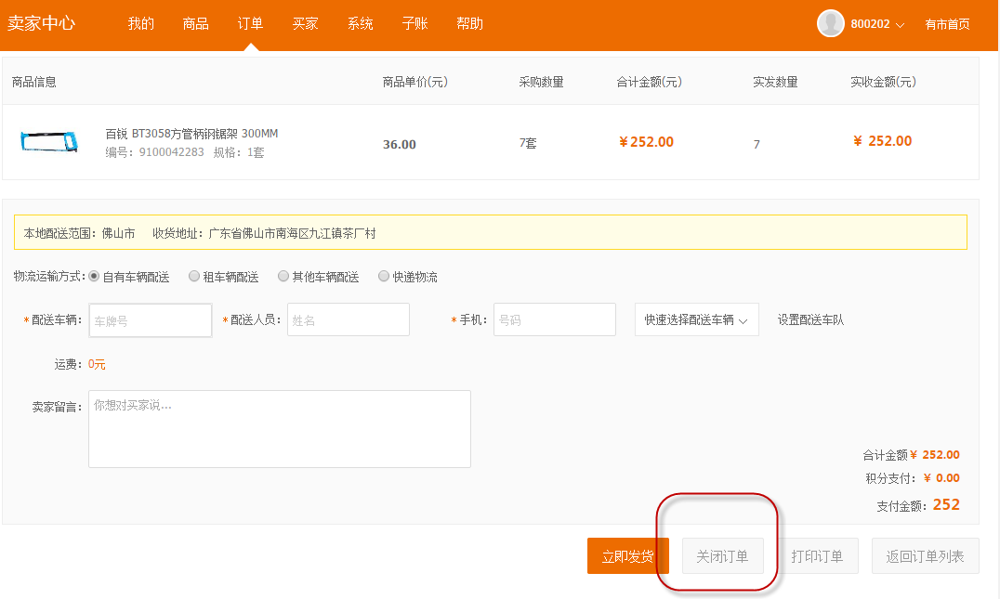 卖家中心 我的 商品 订单 买家 系统 子账 帮助 800202 有市首页
商品信息 商品单价(元) 采购数量 合计金额(元) 实发数量 实收金额(元)
百锐 BT3058方管柄钢锯架 300MM
编号：9100042283 规格：1套
36.00 7套 ￥252.00 7 ￥ 252.00
本地配送范围：佛山市 收货地址：广东省佛山市南海区九江镇茶厂村
物流运输方式: 自有车辆配送 租车辆配送 其他车辆配送 快递物流
*配送车辆: 车牌号 *配送人员: 姓名 *手机: 号码 快速选择配送车辆 设置配送车队
运费: 0元
卖家留言: 你想对买家说...
合计金额￥ 252.00
积分支付: ￥ 0.00
支付金额: 252
立即发货 关闭订单 打印订单 返回订单列表